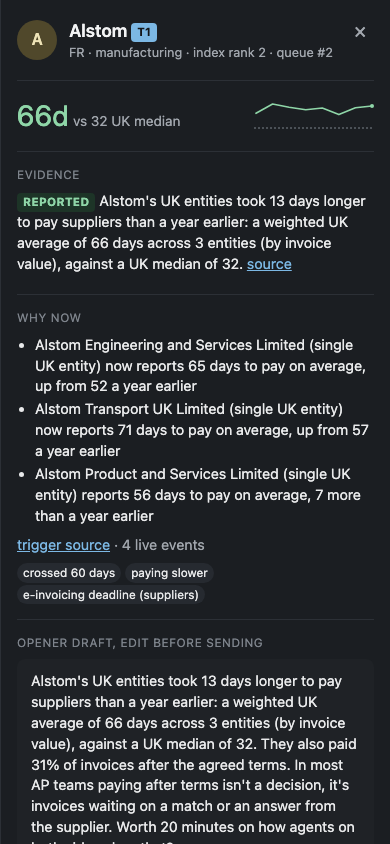 A
Alstom T1
FR · manufacturing · index rank 2 · queue #2
66d vs 32 UK median
EVIDENCE
REPORTED Alstom's UK entities took 13 days longer
to pay suppliers than a year earlier: a weighted UK
average of 66 days across 3 entities (by invoice
value), against a UK median of 32. source
WHY NOW
• Alstom Engineering and Services Limited (single
UK entity) now reports 65 days to pay on average,
up from 52 a year earlier
• Alstom Transport UK Limited (single UK entity)
now reports 71 days to pay on average, up from 57
a year earlier
• Alstom Product and Services Limited (single UK
entity) reports 56 days to pay on average, 7 more
than a year earlier
trigger source · 4 live events
crossed 60 days paying slower
e-invoicing deadline (suppliers)
OPENER DRAFT, EDIT BEFORE SENDING
Alstom's UK entities took 13 days longer to pay
suppliers than a year earlier: a weighted UK
average of 66 days across 3 entities (by invoice
value), against a UK median of 32. They also paid
31% of invoices after the agreed terms. In most
AP teams paying after terms isn't a decision, it's
invoices waiting on a match or an answer from
the supplier. Worth 20 minutes on how agents on